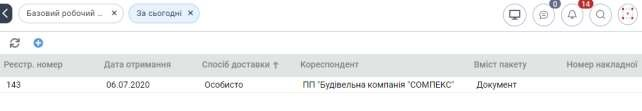 Базовий робочий ... × За сьогодні × 0 14
Реєстр. номер Дата отримання Спосіб доставки ↑ Кореспондент Вміст пакету Номер накладної
143 06.07.2020 Особисто ПП "Будівельна компанія "СОМПЕКС" Документ